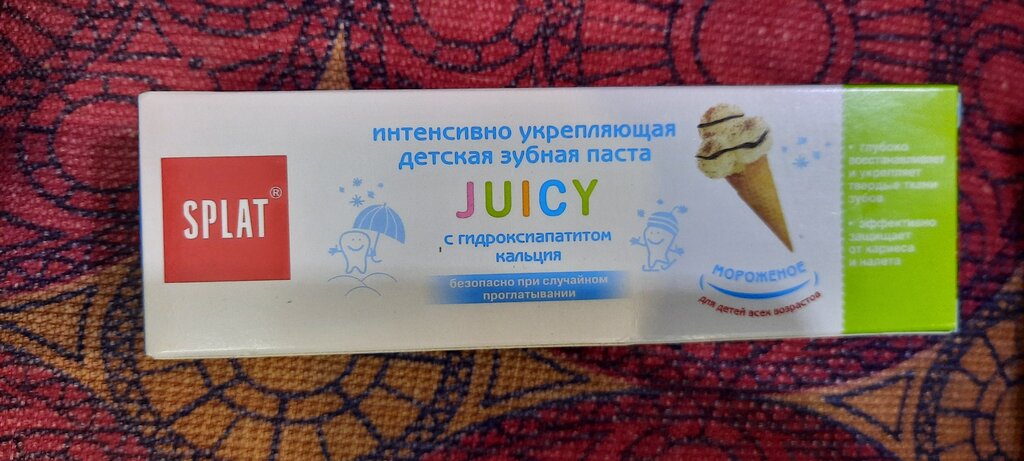 SPLAT®
интенсивно укрепляющая
детская зубная паста
JUICY
с гидроксиапатитом
кальция
безопасно при случайном
проглатывании
МОРОЖЕНОЕ
для детей всех возрастов
• глубоко
восстанавливает
и укрепляет
твердые ткани
зубов
• эффективно
защищает
от кариеса
и налета